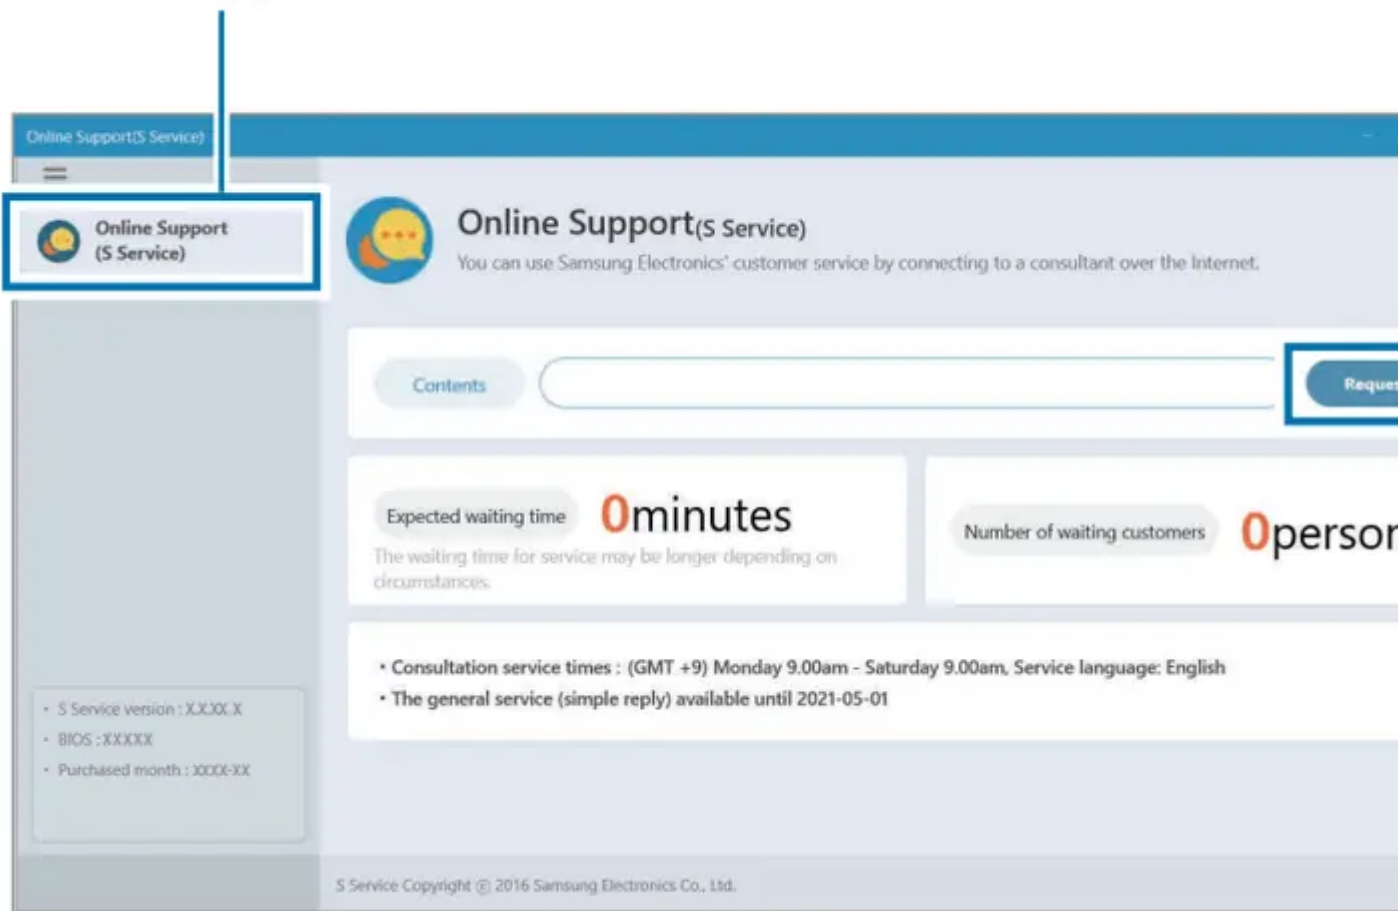 Online Support(S Service)
Online Support
(S Service)
Online Support(S Service)
You can use Samsung Electronics' customer service by connecting to a consultant over the Internet.
Contents
Reques
Expected waiting time 0minutes
The waiting time for service may be longer depending on
circumstances.
Number of waiting customers 0person
• Consultation service times : (GMT +9) Monday 9.00am - Saturday 9.00am, Service language: English
• The general service (simple reply) available until 2021-05-01
• S Service version : X.X.XX.X
• BIOS : XXXXX
• Purchased month : XXXX-XX
S Service Copyright ⓒ 2016 Samsung Electronics Co., Ltd.